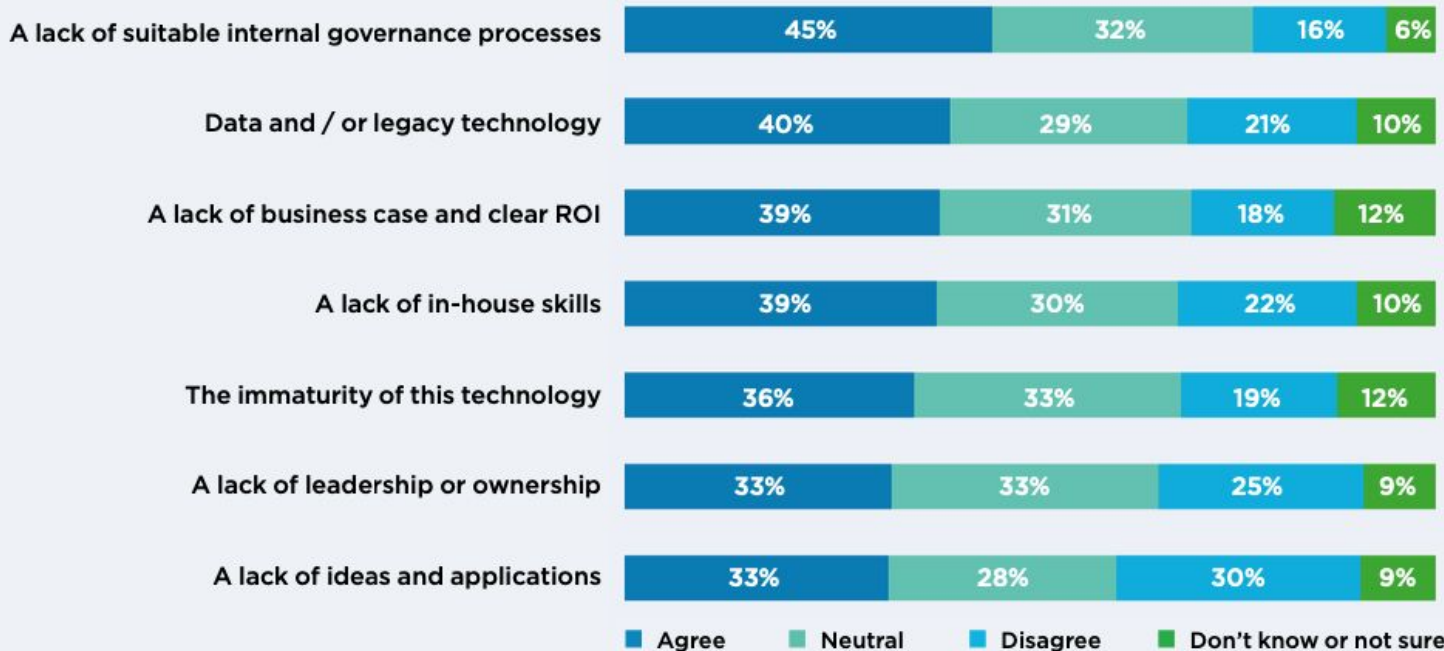 A lack of suitable internal governance processes 45% 32% 16% 6%
Data and / or legacy technology 40% 29% 21% 10%
A lack of business case and clear ROI 39% 31% 18% 12%
A lack of in-house skills 39% 30% 22% 10%
The immaturity of this technology 36% 33% 19% 12%
A lack of leadership or ownership 33% 33% 25% 9%
A lack of ideas and applications 33% 28% 30% 9%
Agree Neutral Disagree Don't know or not sure